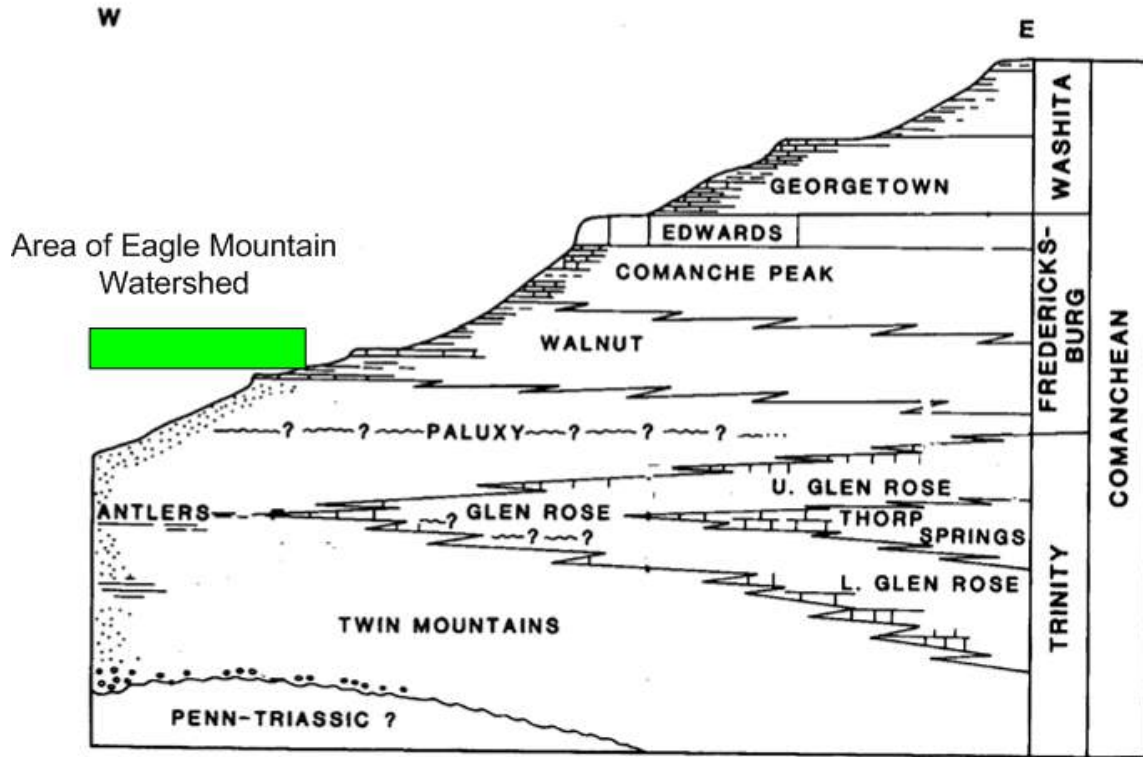 W
E
Area of Eagle Mountain
Watershed
GEORGETOWN
EDWARDS
COMANCHE PEAK
WALNUT
? ? PALUXY ? ? ?
U. GLEN ROSE
ANTLERS
GLEN ROSE
THORP
SPRINGS
?
? ?
L. GLEN ROSE
TWIN MOUNTAINS
PENN-TRIASSIC ?
WASHITA
FREDERICKS-
BURG
TRINITY
COMANCHEAN